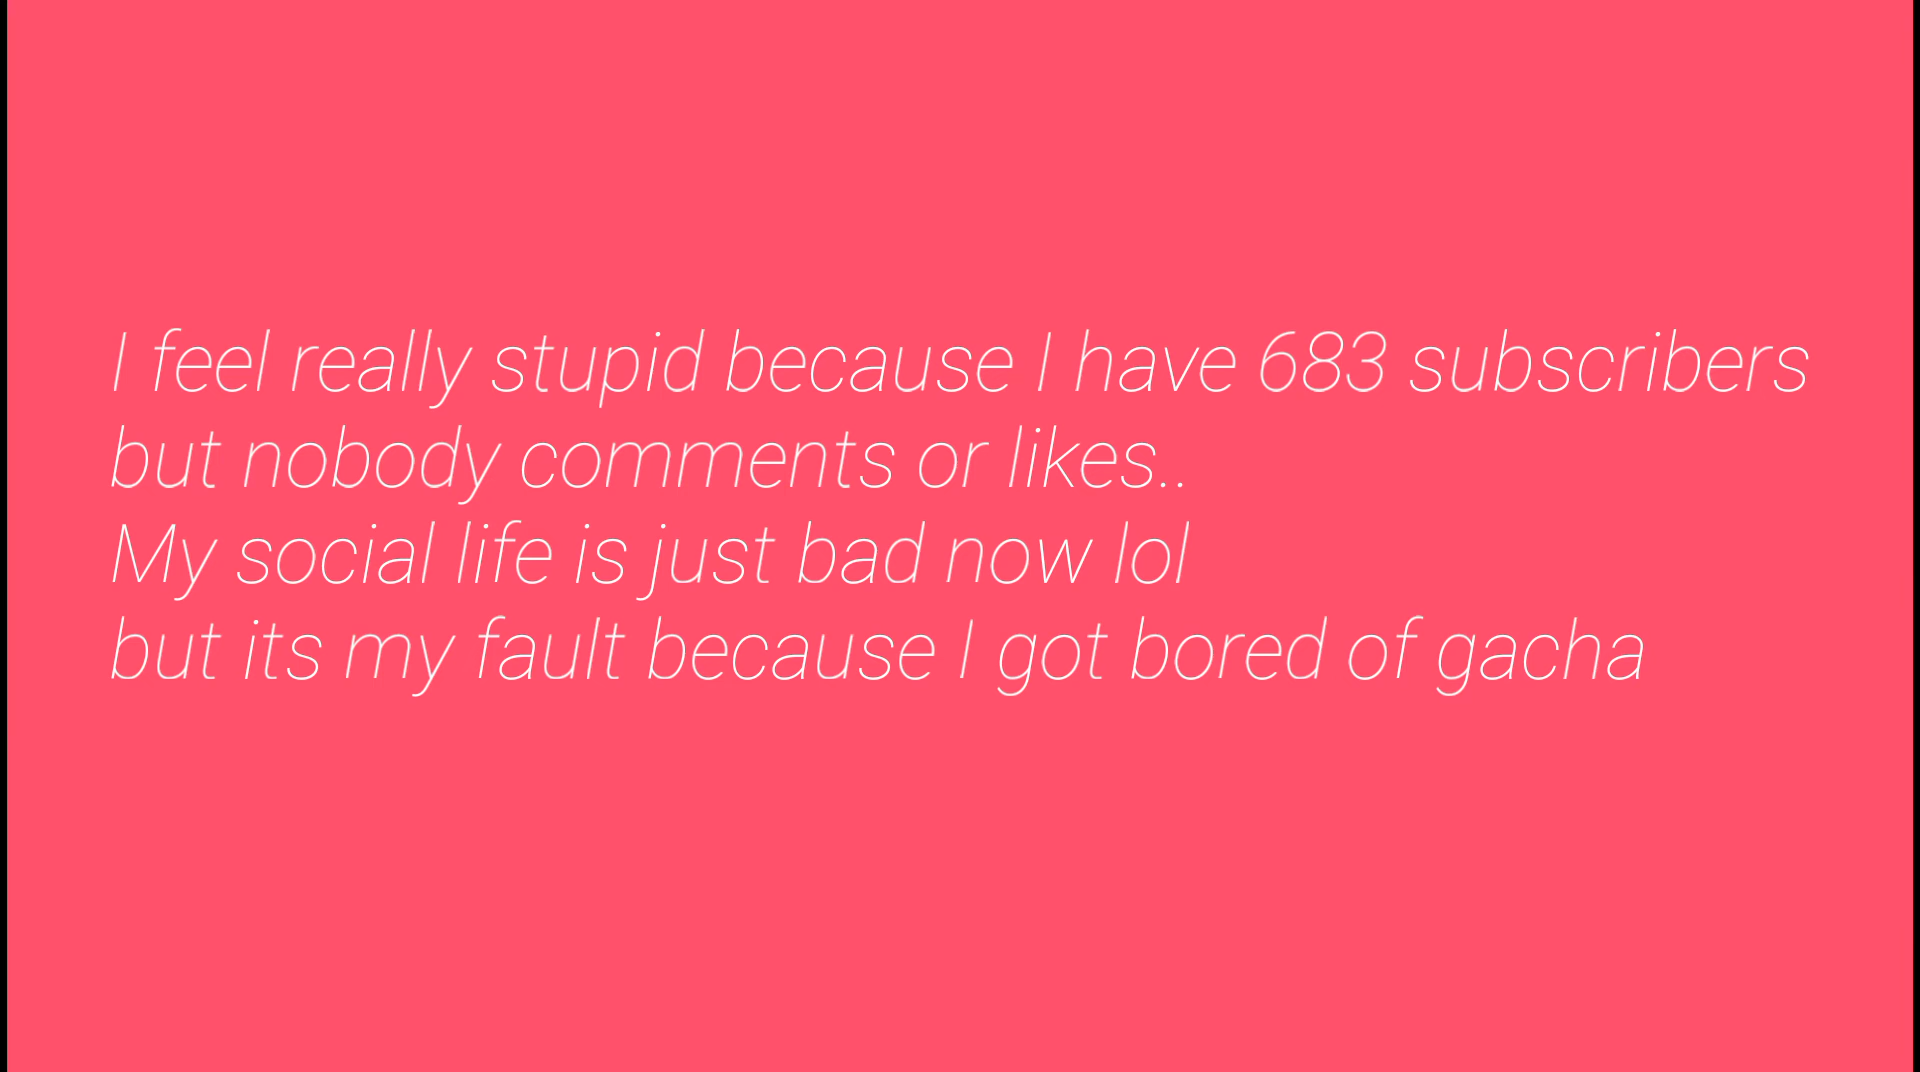 I feel really stupid because I have 683 subscribers
but nobody comments or likes..
My social life is just bad now lol
but its my fault because I got bored of gacha